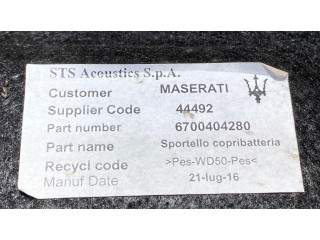 STS Acoustics S.p.A.
Customer MASERATI
Supplier Code 44492
Part number 6700404280
Part name Sportello copribatteria
Recycl code >Pes-WD50-Pes<
Manuf Date 21-lug-16